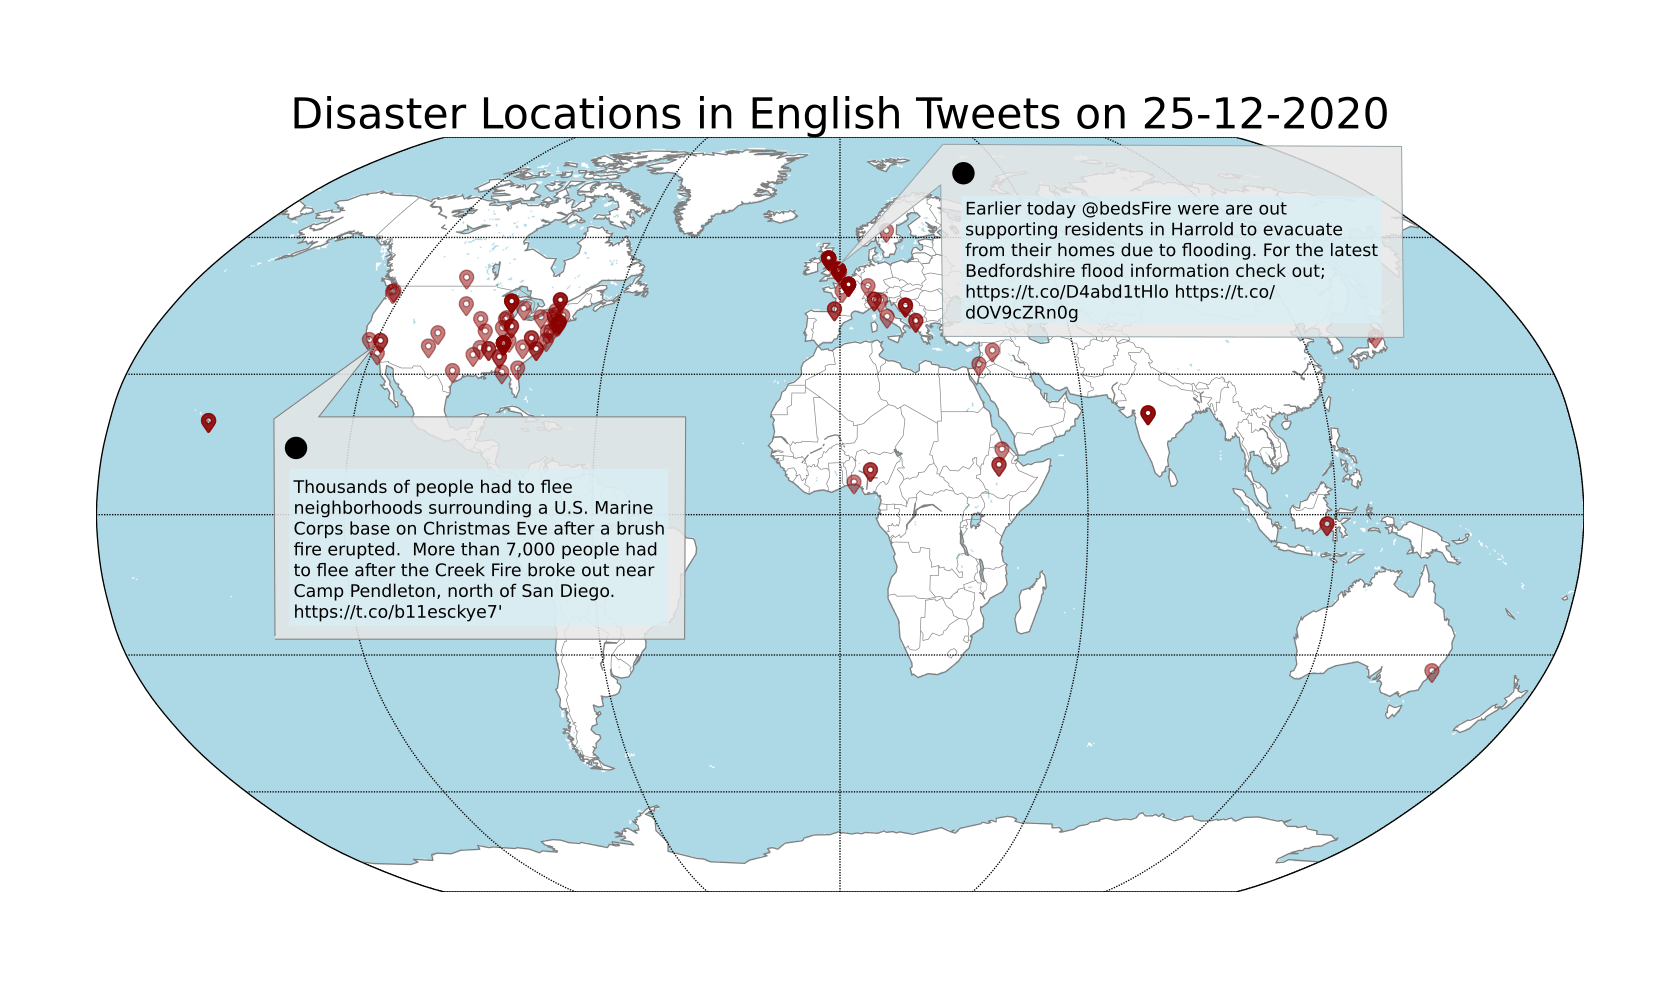 Disaster Locations in English Tweets on 25-12-2020
Earlier today @bedsFire were are out
supporting residents in Harrold to evacuate
from their homes due to flooding. For the latest
Bedfordshire flood information check out;
https://t.co/D4abd1tHlo https://t.co/
dOV9cZRn0g
Thousands of people had to flee
neighborhoods surrounding a U.S. Marine
Corps base on Christmas Eve after a brush
fire erupted.  More than 7,000 people had
to flee after the Creek Fire broke out near
Camp Pendleton, north of San Diego.
https://t.co/b11esckye7'